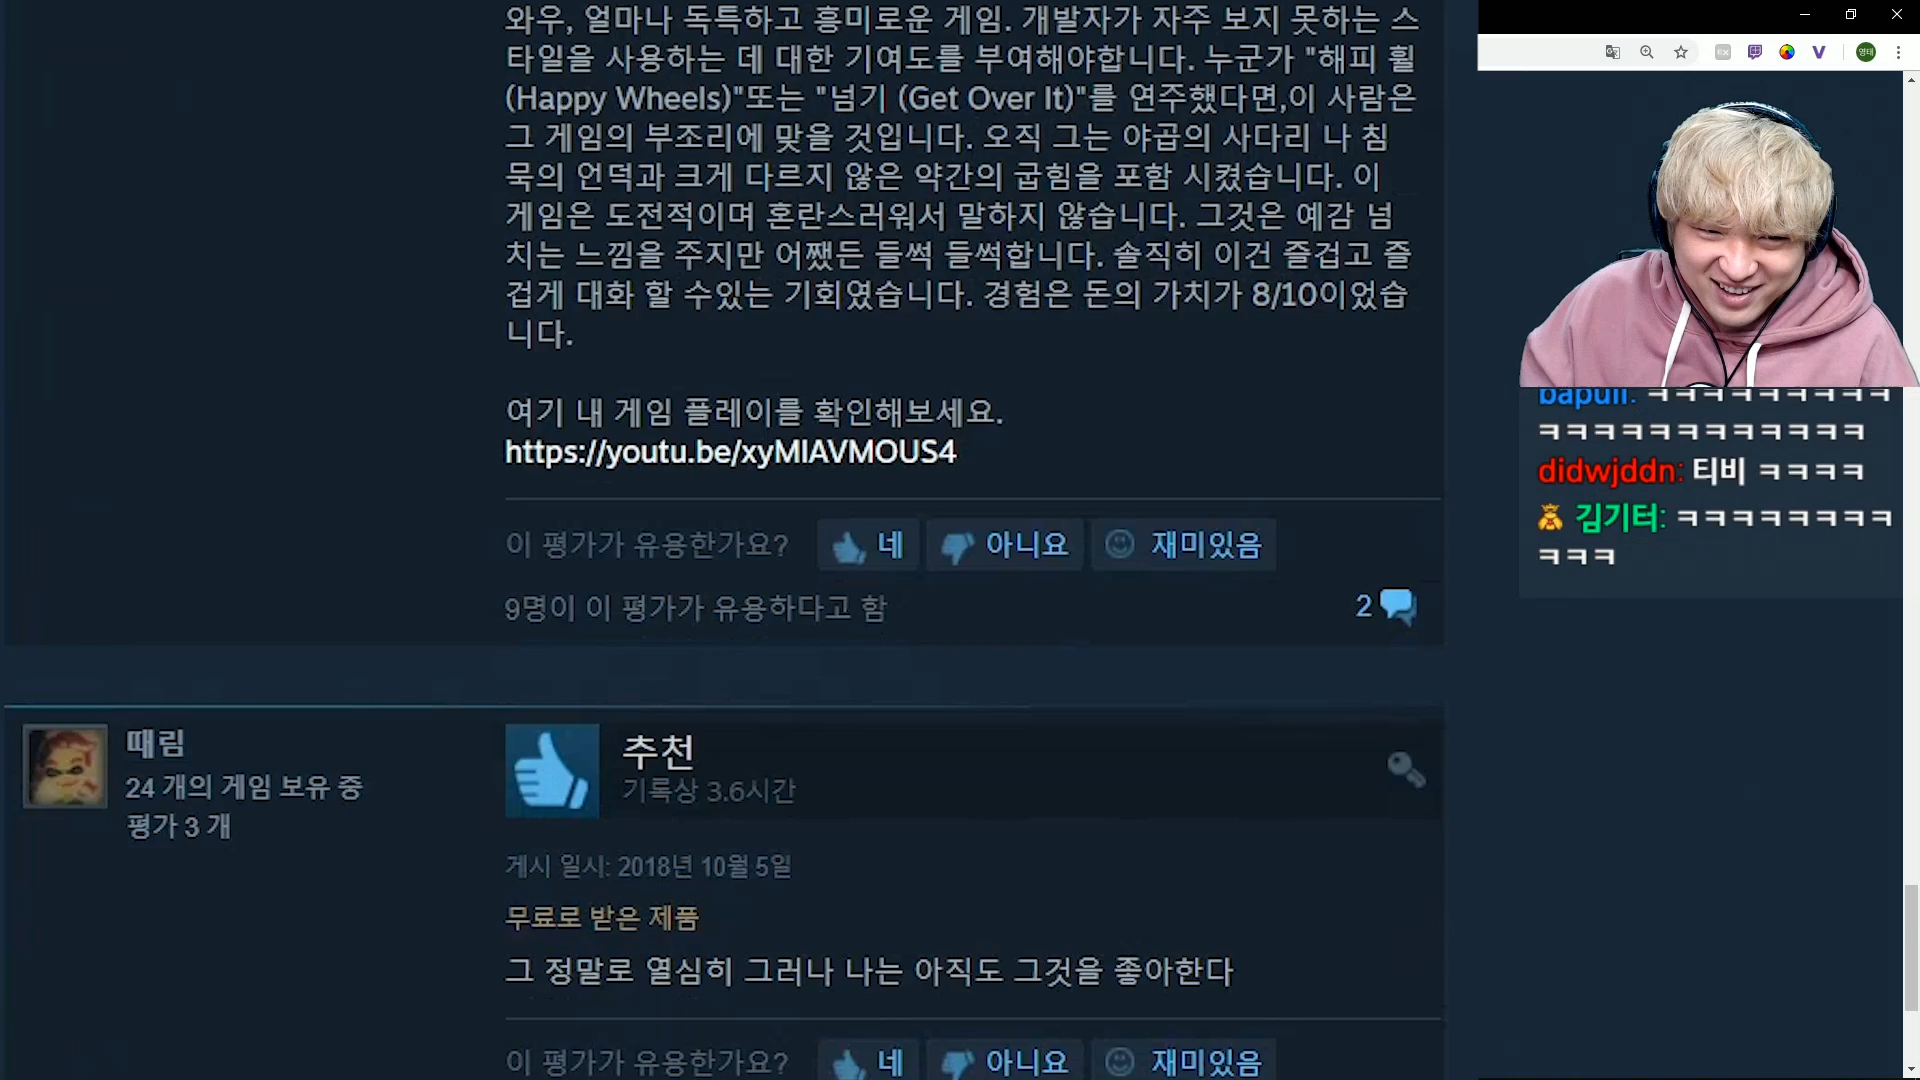 와우, 얼마나 독특하고 흥미로운 게임. 개발자가 자주 보지 못하는 스
타일을 사용하는 데 대한 기여도를 부여해야합니다. 누군가 "해피 휠
(Happy Wheels)"또는 "넘기 (Get Over It)"를 연주했다면,이 사람은
그 게임의 부조리에 맞을 것입니다. 오직 그는 야곱의 사다리 나 침
묵의 언덕과 크게 다르지 않은 약간의 굽힘을 포함 시켰습니다. 이
게임은 도전적이며 혼란스러워서 말하지 않습니다. 그것은 예감 넘
치는 느낌을 주지만 어쨌든 들썩 들썩합니다. 솔직히 이건 즐겁고 즐
겁게 대화 할 수있는 기회였습니다. 경험은 돈의 가치가 8/10이었습
니다.
여기 내 게임 플레이를 확인해보세요.
https://youtu.be/xyMIAVMOUS4
이 평가가 유용한가요? 네 아니요 재미있음
9명이 이 평가가 유용하다고 함 2
때림
24 개의 게임 보유 중
평가 3 개
추천
기록상 3.6시간
게시 일시: 2018년 10월 5일
무료로 받은 제품
그 정말로 열심히 그러나 나는 아직도 그것을 좋아한다
이 평가가 유용한가요? 네 아니요 재미있음
영태
bapull: ㅋㅋㅋㅋㅋㅋㅋㅋㅋ
ㅋㅋㅋㅋㅋㅋㅋㅋㅋㅋㅋㅋ
didwjddn: 티비 ㅋㅋㅋㅋ
김기터: ㅋㅋㅋㅋㅋㅋㅋㅋ
ㅋㅋㅋ